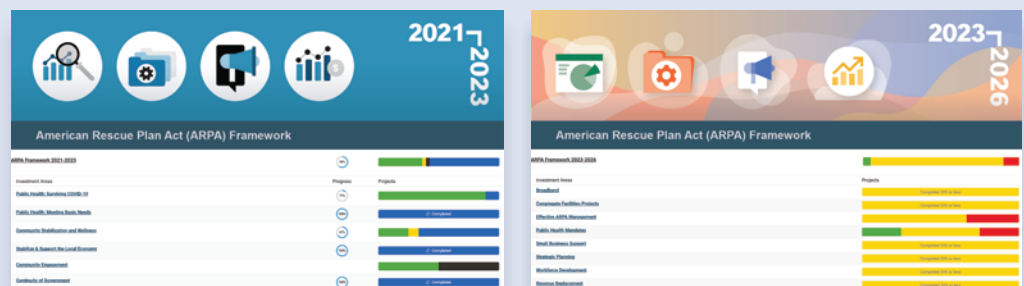 2021
2023
American Rescue Plan Act (ARPA) Framework
ARPA Framework 2021-2023
Investment Areas Progress Projects
Public Health: Surviving COVID-19
Public Health: Meeting Basic Needs Completed
Community Stabilization and Wellness
Stabilize & Support the Local Economy Completed
Community Engagement
Continuity of Government Completed
2023
2026
American Rescue Plan Act (ARPA) Framework
ARPA Framework 2023-2026
Investment Areas Projects
Broadband
Congregate Facilities Projects
Effective ARPA Management
Public Health Mandates
Small Business Support
Strategic Planning
Workforce Development
Revenue Replacement